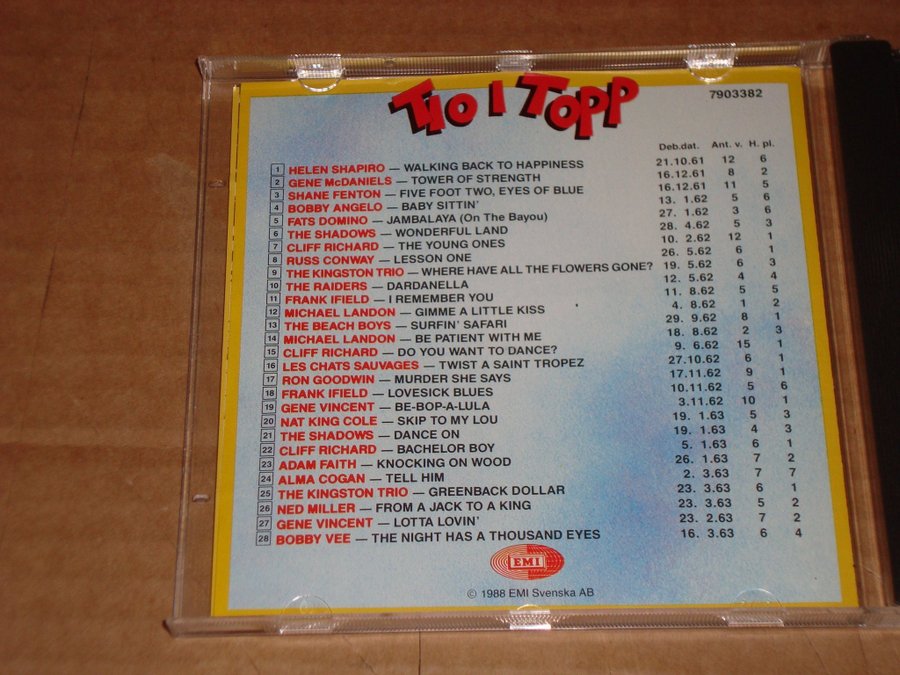 TIO I TOPP
7903382
Deb.dat. Ant. v. H. pl.
1 HELEN SHAPIRO — WALKING BACK TO HAPPINESS 21.10.61 12 6
2 GENE McDANIELS — TOWER OF STRENGTH 16.12.61 8 2
3 SHANE FENTON — FIVE FOOT TWO, EYES OF BLUE 16.12.61 11 5
4 BOBBY ANGELO — BABY SITTIN' 13. 1.62 5 6
5 FATS DOMINO — JAMBALAYA (On The Bayou) 27. 1.62 3 6
6 THE SHADOWS — WONDERFUL LAND 28. 4.62 5 3
7 CLIFF RICHARD — THE YOUNG ONES 10. 2.62 12 1
8 RUSS CONWAY — LESSON ONE 26. 5.62 6 1
9 THE KINGSTON TRIO — WHERE HAVE ALL THE FLOWERS GONE? 19. 5.62 6 3
10 THE RAIDERS — DARDANELLA 12. 5.62 4 4
11 FRANK IFIELD — I REMEMBER YOU 11. 8.62 5 5
12 MICHAEL LANDON — GIMME A LITTLE KISS 4. 8.62 1 2
13 THE BEACH BOYS — SURFIN' SAFARI 29. 9.62 8 1
14 MICHAEL LANDON — BE PATIENT WITH ME 18. 8.62 2 3
15 CLIFF RICHARD — DO YOU WANT TO DANCE? 9. 6.62 15 1
16 LES CHATS SAUVAGES — TWIST A SAINT TROPEZ 27.10.62 6 1
17 RON GOODWIN — MURDER SHE SAYS 17.11.62 9 1
18 FRANK IFIELD — LOVESICK BLUES 10.11.62 5 6
19 GENE VINCENT — BE-BOP-A-LULA 3.11.62 10 1
20 NAT KING COLE — SKIP TO MY LOU 19. 1.63 5 3
21 THE SHADOWS — DANCE ON 19. 1.63 4 3
22 CLIFF RICHARD — BACHELOR BOY 5. 1.63 6 1
23 ADAM FAITH — KNOCKING ON WOOD 26. 1.63 7 2
24 ALMA COGAN — TELL HIM 2. 3.63 7 7
25 THE KINGSTON TRIO — GREENBACK DOLLAR 23. 3.63 6 1
26 NED MILLER — FROM A JACK TO A KING 23. 3.63 5 2
27 GENE VINCENT — LOTTA LOVIN' 23. 2.63 7 2
28 BOBBY VEE — THE NIGHT HAS A THOUSAND EYES 16. 3.63 6 4
EMI
© 1988 EMI Svenska AB